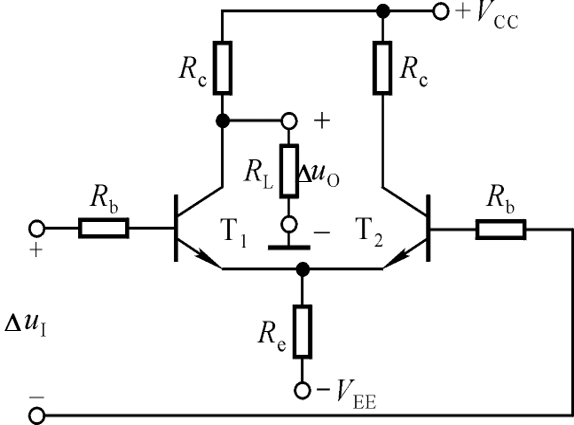 +V_CC
R_c
R_c
+
R_L
Δu_O
R_b
R_b
+
T_1
T_2
−
Δu_I
R_e
−V_EE
−